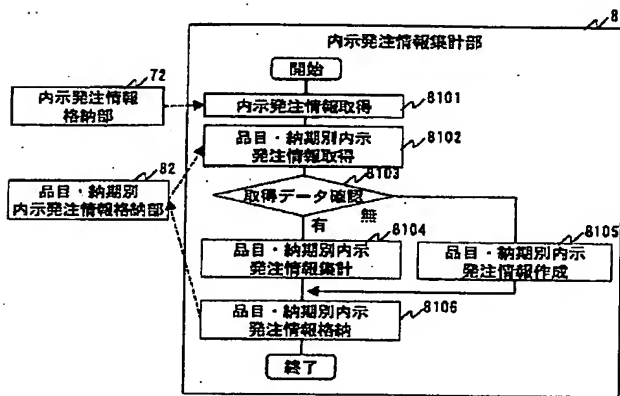 8
内示発注情報集計部
開始
72
内示発注情報
格納部
内示発注情報取得
8101
品目・納期別内示
発注情報取得
8102
82
品目・納期別
内示発注情報格納部
8103
取得データ確認
有
無
8104
品目・納期別内示
発注情報集計
8105
品目・納期別内示
発注情報作成
品目・納期別内示
発注情報格納
8106
終了